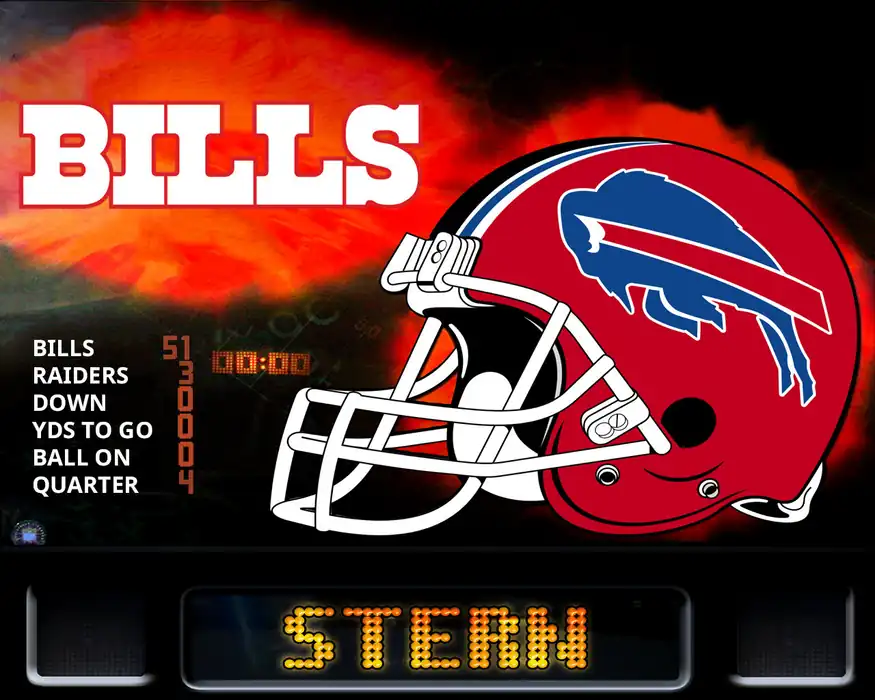 BILLS
BILLS 51
00:00
RAIDERS 3
DOWN 0
YDS TO GO 0
BALL ON 0
QUARTER 4
STERN